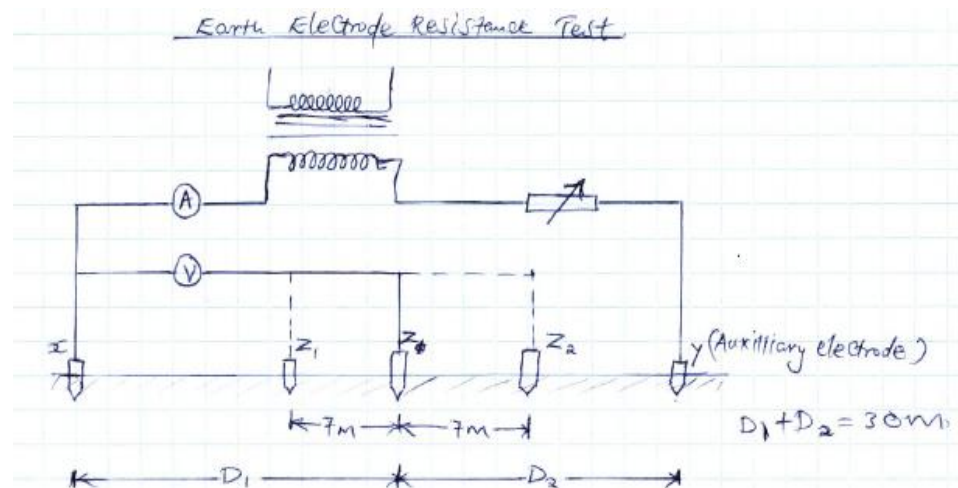 Earth Electrode Resistance Test
A
V
x
Z₁
Z
Z₂
y (Auxilliary electrode)
7m
7m
D₁ + D₂ = 30m
D₁
D₂